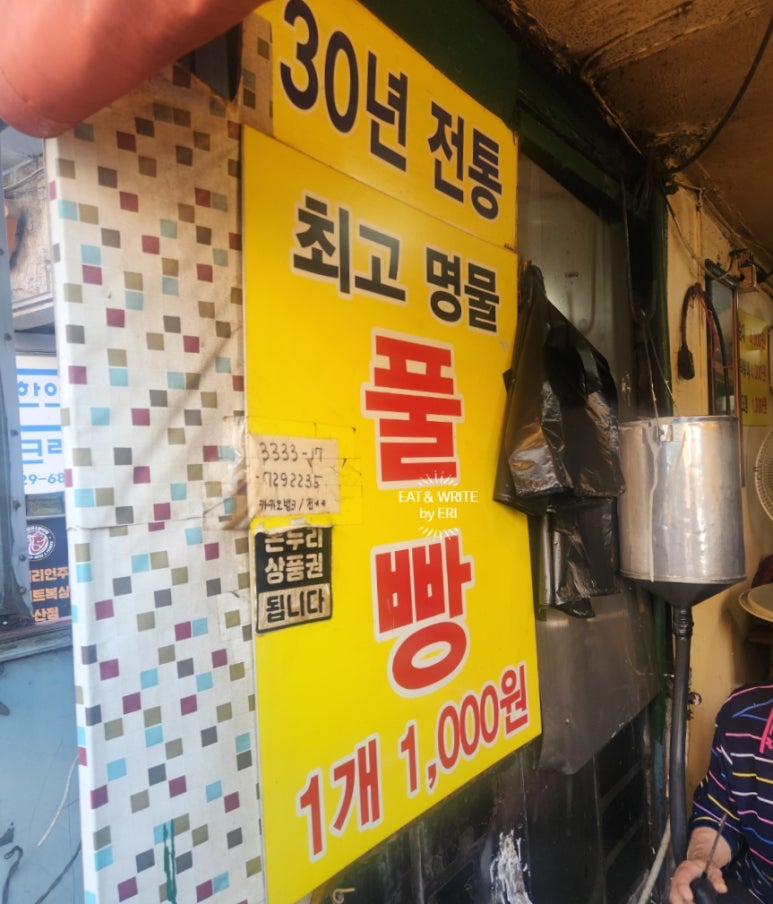 30년 전통
최고 명물
풀
빵
1개 1,000원
3333-17
-7292235
온누리
상품권
됩니다
EAT & WRITE
by ERI